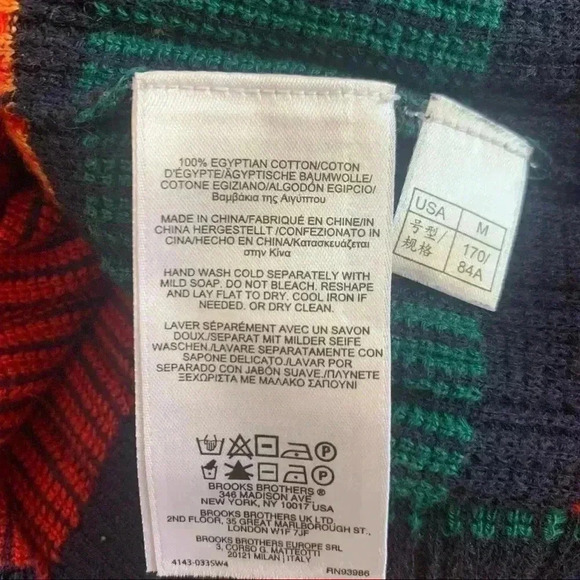 100% EGYPTIAN COTTON/COTON
D'ÉGYPTE/ÄGYPTISCHE BAUMWOLLE/
COTONE EGIZIANO/ALGODÓN EGIPCIO/
Βαμβάκια της Αιγύπτου
MADE IN CHINA/FABRIQUÉ EN CHINE/IN
CHINA HERGESTELLT /CONFEZIONATO IN
CINA/HECHO EN CHINA/Κατασκευάζεται
στην Κίνα
HAND WASH COLD SEPARATELY WITH
MILD SOAP. DO NOT BLEACH. RESHAPE
AND LAY FLAT TO DRY. COOL IRON IF
NEEDED. OR DRY CLEAN.
LAVER SÉPARÉMENT AVEC UN SAVON
DOUX./SEPARAT MIT MILDER SEIFE
WASCHEN./LAVARE SEPARATAMENTE CON
SAPONE DELICATO./LAVAR POR
SEPARADO CON JABÓN SUAVE./ΠΛΕΝΕΤΑΙ
ΞΕΧΩΡΙΣΤΑ ΜΕ ΜΑΛΑΚΟ ΣΑΠΟΥΝΙ
P
P
BROOKS BROTHERS ®
346 MADISON AVE.
NEW YORK, NY 10017 USA
BROOKS BROTHERS UK LTD.
2ND FLOOR, 35 GREAT MARLBOROUGH ST.
LONDON W1F 7JF
BROOKS BROTHERS EUROPE SRL
3, CORSO G. MATTEOTTI
20121 MILAN / ITALY
4143-0335W4 RN93986
USA M
号型/ 170/
规格 84A